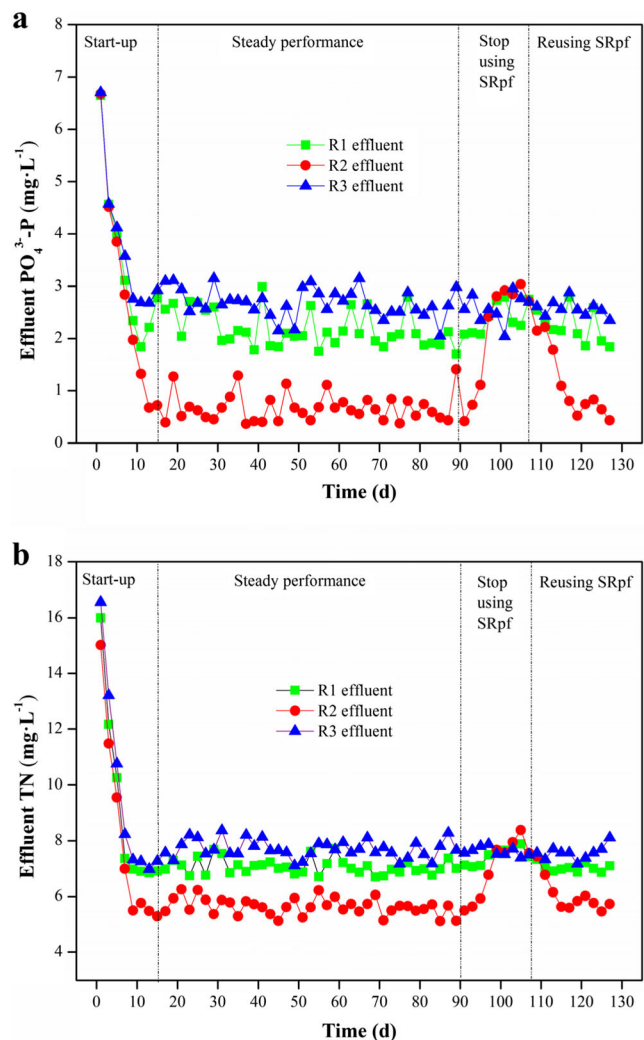 a
Start-up
Steady performance
Stop
using
SRpf
Reusing SRpf
R1 effluent
R2 effluent
R3 effluent
Effluent PO₄³⁻-P (mg·L⁻¹)
8
7
6
5
4
3
2
1
0
0 10 20 30 40 50 60 70 80 90 100 110 120 130
Time (d)
b
Start-up
Steady performance
Stop
using
SRpf
Reusing SRpf
R1 effluent
R2 effluent
R3 effluent
Effluent TN (mg·L⁻¹)
18
16
14
12
10
8
6
4
0 10 20 30 40 50 60 70 80 90 100 110 120 130
Time (d)